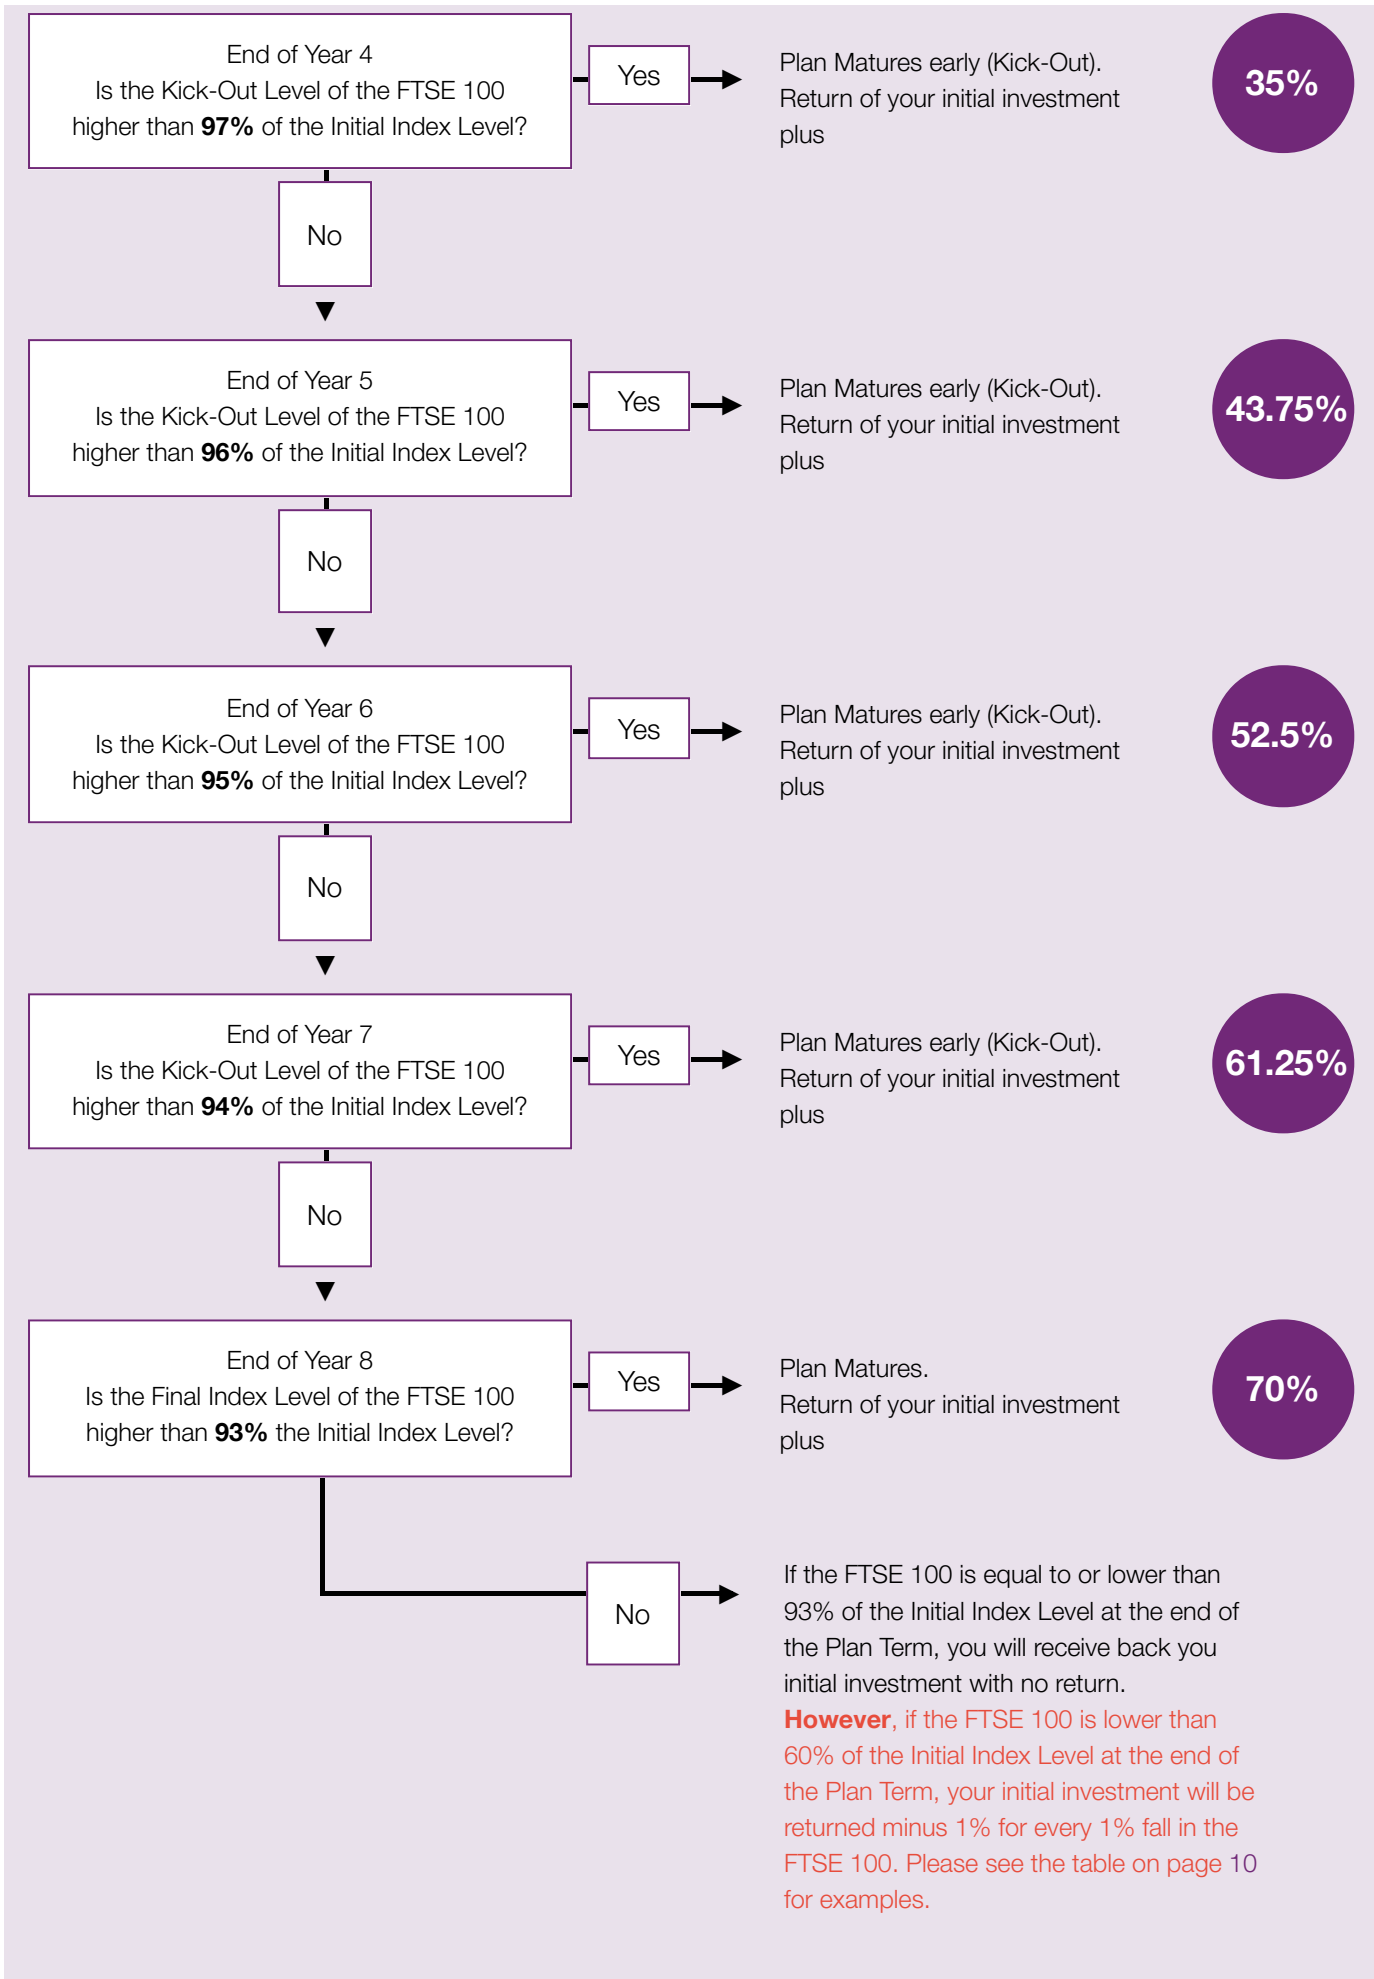 End of Year 4
Is the Kick-Out Level of the FTSE 100
higher than 97% of the Initial Index Level?
Yes
Plan Matures early (Kick-Out).
Return of your initial investment
plus
35%
No
End of Year 5
Is the Kick-Out Level of the FTSE 100
higher than 96% of the Initial Index Level?
Yes
Plan Matures early (Kick-Out).
Return of your initial investment
plus
43.75%
No
End of Year 6
Is the Kick-Out Level of the FTSE 100
higher than 95% of the Initial Index Level?
Yes
Plan Matures early (Kick-Out).
Return of your initial investment
plus
52.5%
No
End of Year 7
Is the Kick-Out Level of the FTSE 100
higher than 94% of the Initial Index Level?
Yes
Plan Matures early (Kick-Out).
Return of your initial investment
plus
61.25%
No
End of Year 8
Is the Final Index Level of the FTSE 100
higher than 93% the Initial Index Level?
Yes
Plan Matures.
Return of your initial investment
plus
70%
No
If the FTSE 100 is equal to or lower than
93% of the Initial Index Level at the end of
the Plan Term, you will receive back you
initial investment with no return.
However, if the FTSE 100 is lower than
60% of the Initial Index Level at the end of
the Plan Term, your initial investment will be
returned minus 1% for every 1% fall in the
FTSE 100. Please see the table on page 10
for examples.